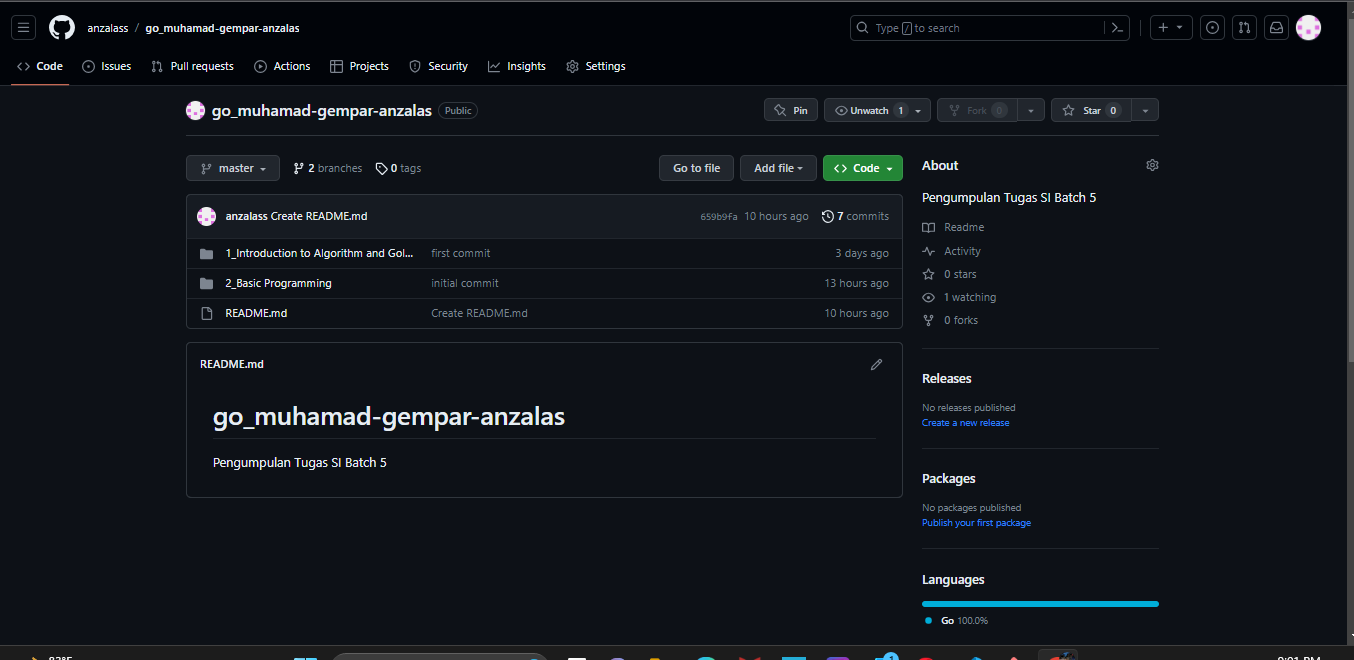 anzalass / go_muhamad-gempar-anzalas
Type / to search
Code Issues Pull requests Actions Projects Security Insights Settings
go_muhamad-gempar-anzalas Public
Pin Unwatch 1 Fork 0 Star 0
master 2 branches 0 tags Go to file Add file Code
anzalass Create README.md 659b9fa 10 hours ago 7 commits
1_Introduction to Algorithm and Gol... first commit 3 days ago
2_Basic Programming initial commit 13 hours ago
README.md Create README.md 10 hours ago
README.md
go_muhamad-gempar-anzalas
Pengumpulan Tugas SI Batch 5
About
Pengumpulan Tugas SI Batch 5
Readme
Activity
0 stars
1 watching
0 forks
Releases
No releases published
Create a new release
Packages
No packages published
Publish your first package
Languages
Go 100.0%